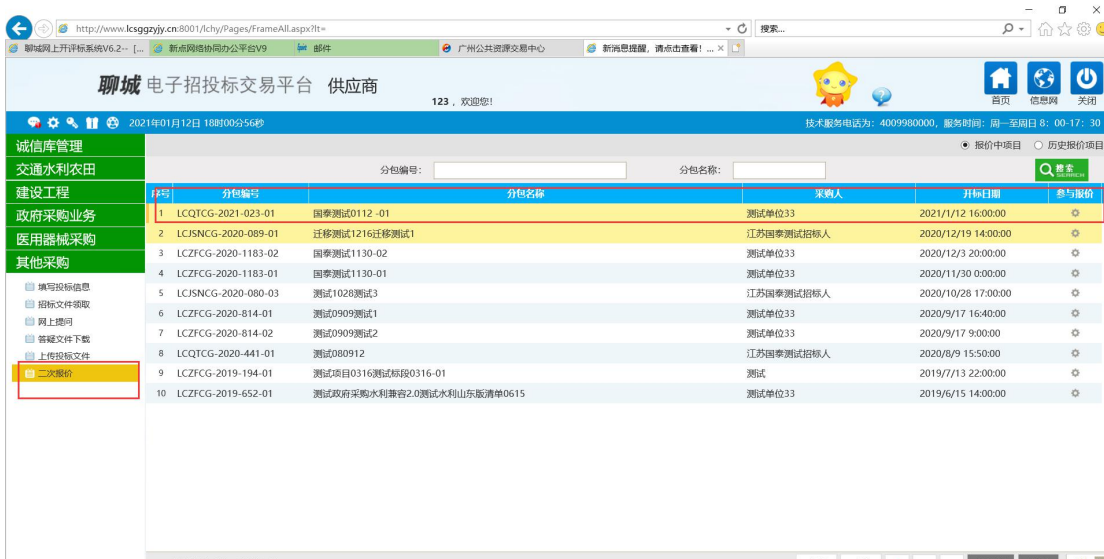 http://www.lcsggzyjy.cn:8001/lchy/Pages/FrameAll.aspx?lt=
搜索...
聊城网上开评标系统V6.2-- [...
新点网络协同办公平台V9
邮件
广州公共资源交易中心
新消息提醒，请点击查看！...
聊城 电子招投标交易平台 供应商
123 ，欢迎您!
首页 信息网 关闭
2021年01月12日 18时00分56秒
技术服务电话为：4009980000，服务时间：周一至周日 8：00-17：30
诚信库管理
交通水利农田
建设工程
政府采购业务
医用器械采购
其他采购
填写投标信息
招标文件领取
网上提问
答疑文件下载
上传投标文件
二次报价
报价中项目 历史报价项目
分包编号： 分包名称： 搜索 SEARCH
序号 分包编号 分包名称 采购人 开标日期 参与报价
1 LCQTCG-2021-023-01 国泰测试0112 -01 测试单位33 2021/1/12 16:00:00
2 LCJSNCG-2020-089-01 迁移测试1216迁移测试1 江苏国泰测试招标人 2020/12/19 14:00:00
3 LCZFCG-2020-1183-02 国泰测试1130-02 测试单位33 2020/12/3 20:00:00
4 LCZFCG-2020-1183-01 国泰测试1130-01 测试单位33 2020/11/30 0:00:00
5 LCJSNCG-2020-080-03 测试1028测试3 江苏国泰测试招标人 2020/10/28 17:00:00
6 LCZFCG-2020-814-01 测试0909测试1 测试单位33 2020/9/17 16:40:00
7 LCZFCG-2020-814-02 测试0909测试2 测试单位33 2020/9/17 9:00:00
8 LCQTCG-2020-441-01 测试080912 江苏国泰测试招标人 2020/8/9 15:50:00
9 LCZFCG-2019-194-01 测试项目0316测试标段0316-01 测试 2019/7/13 22:00:00
10 LCZFCG-2019-652-01 测试政府采购水利兼容2.0测试水利山东版清单0615 测试单位33 2019/6/15 14:00:00